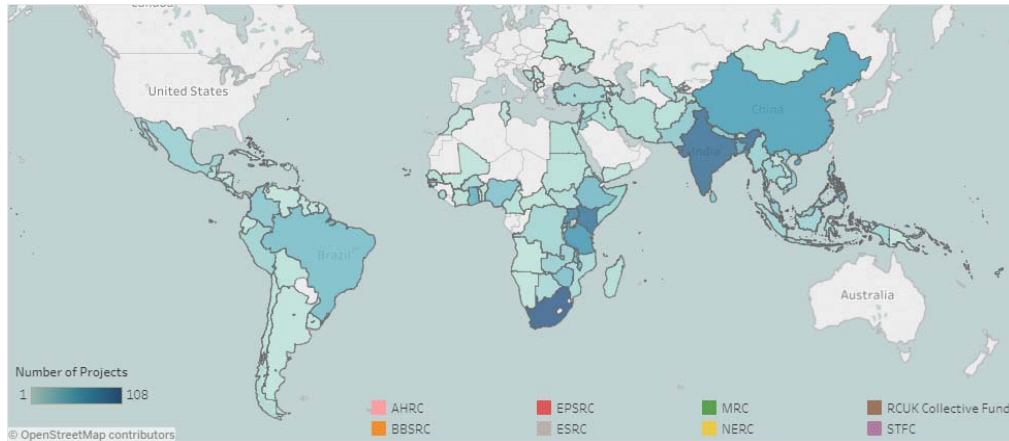 Canada
United States
China
India
Brazil
Australia
Number of Projects
1 108
AHRC EPSRC MRC RCUK Collective Fund
BBSRC ESRC NERC STFC
© OpenStreetMap contributors